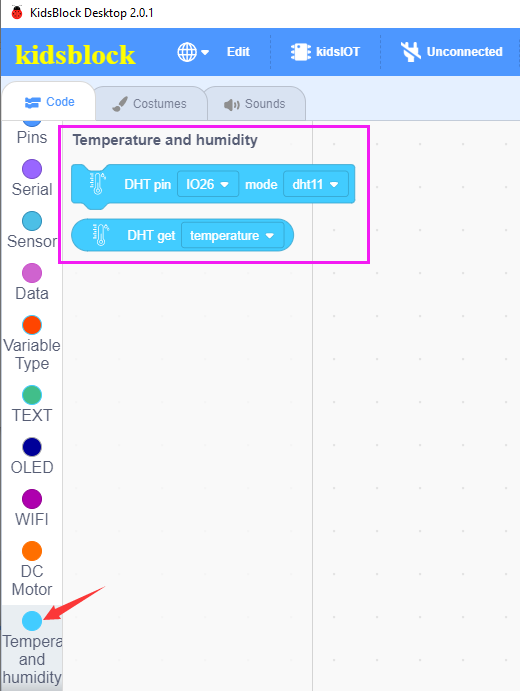 KidsBlock Desktop 2.0.1
kidsblock Edit kidsIOT Unconnected
Code Costumes Sounds
Pins
Serial
Sensor
Data
Variable
Type
TEXT
OLED
WIFI
DC
Motor
Tempera
and
humidity
Temperature and humidity
DHT pin IO26 mode dht11
DHT get temperature